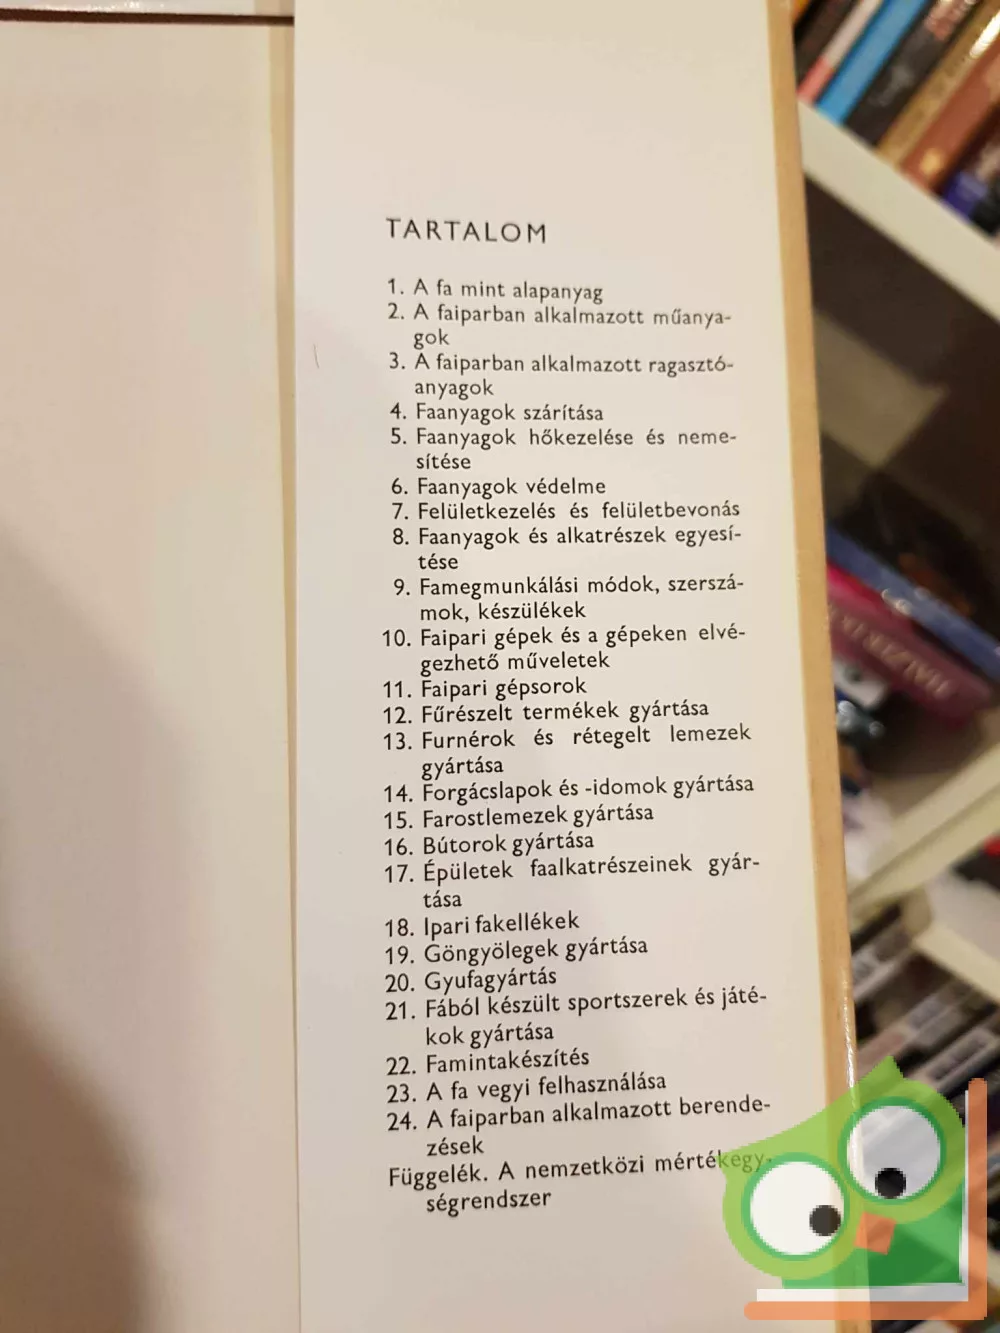 TARTALOM
1. A fa mint alapanyag
2. A faiparban alkalmazott műanya-
gok
3. A faiparban alkalmazott ragasztó-
anyagok
4. Faanyagok szárítása
5. Faanyagok hőkezelése és neme-
sítése
6. Faanyagok védelme
7. Felületkezelés és felületbevonás
8. Faanyagok és alkatrészek egyesí-
tése
9. Famegmunkálási módok, szerszá-
mok, készülékek
10. Faipari gépek és a gépeken elvé-
gezhető műveletek
11. Faipari gépsorok
12. Fűrészelt termékek gyártása
13. Furnérok és rétegelt lemezek
gyártása
14. Forgácslapok és -idomok gyártása
15. Farostlemezek gyártása
16. Bútorok gyártása
17. Épületek faalkatrészeinek gyár-
tása
18. Ipari fakellékek
19. Göngyölegek gyártása
20. Gyufagyártás
21. Fából készült sportszerek és játé-
kok gyártása
22. Famintakészítés
23. A fa vegyi felhasználása
24. A faiparban alkalmazott berende-
zések
Függelék. A nemzetközi mértékegy-
ségrendszer